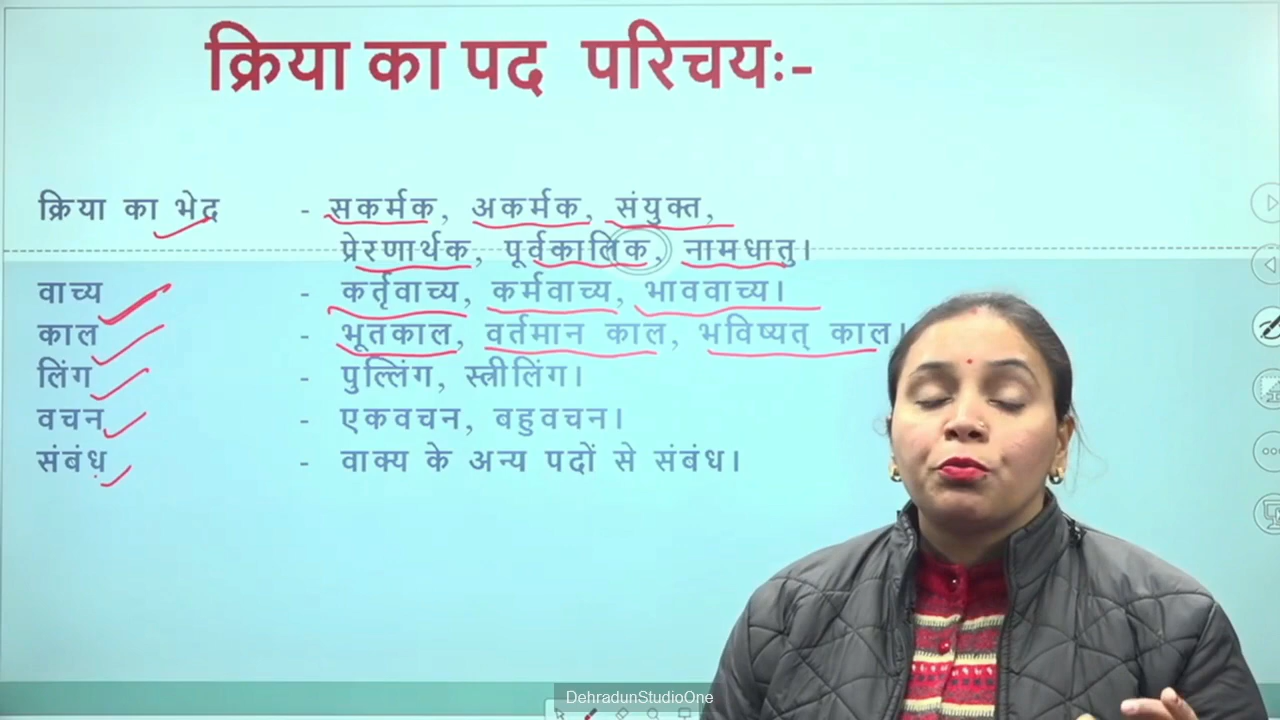 क्रिया का पद परिचयः-
क्रिया का भेद - सकर्मक, अकर्मक, संयुक्त,
प्रेरणार्थक, पूर्वकालिक, नामधातु।
वाच्य - कर्तृवाच्य, कर्मवाच्य, भाववाच्य।
काल - भूतकाल, वर्तमान काल, भविष्यत् काल।
लिंग - पुल्लिंग, स्त्रीलिंग।
वचन - एकवचन, बहुवचन।
संबंध - वाक्य के अन्य पदों से संबंध।
DehradunStudioOne